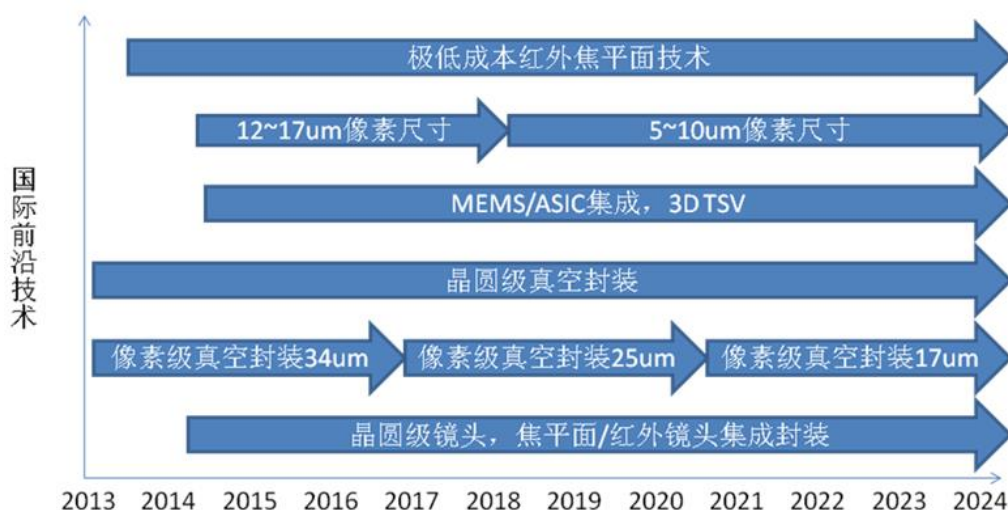 极低成本红外焦平面技术
12~17um像素尺寸
5~10um像素尺寸
MEMS/ASIC集成，3D TSV
晶圆级真空封装
像素级真空封装34um
像素级真空封装25um
像素级真空封装17um
晶圆级镜头，焦平面/红外镜头集成封装
国际前沿技术
2013 2014 2015 2016 2017 2018 2019 2020 2021 2022 2023 2024